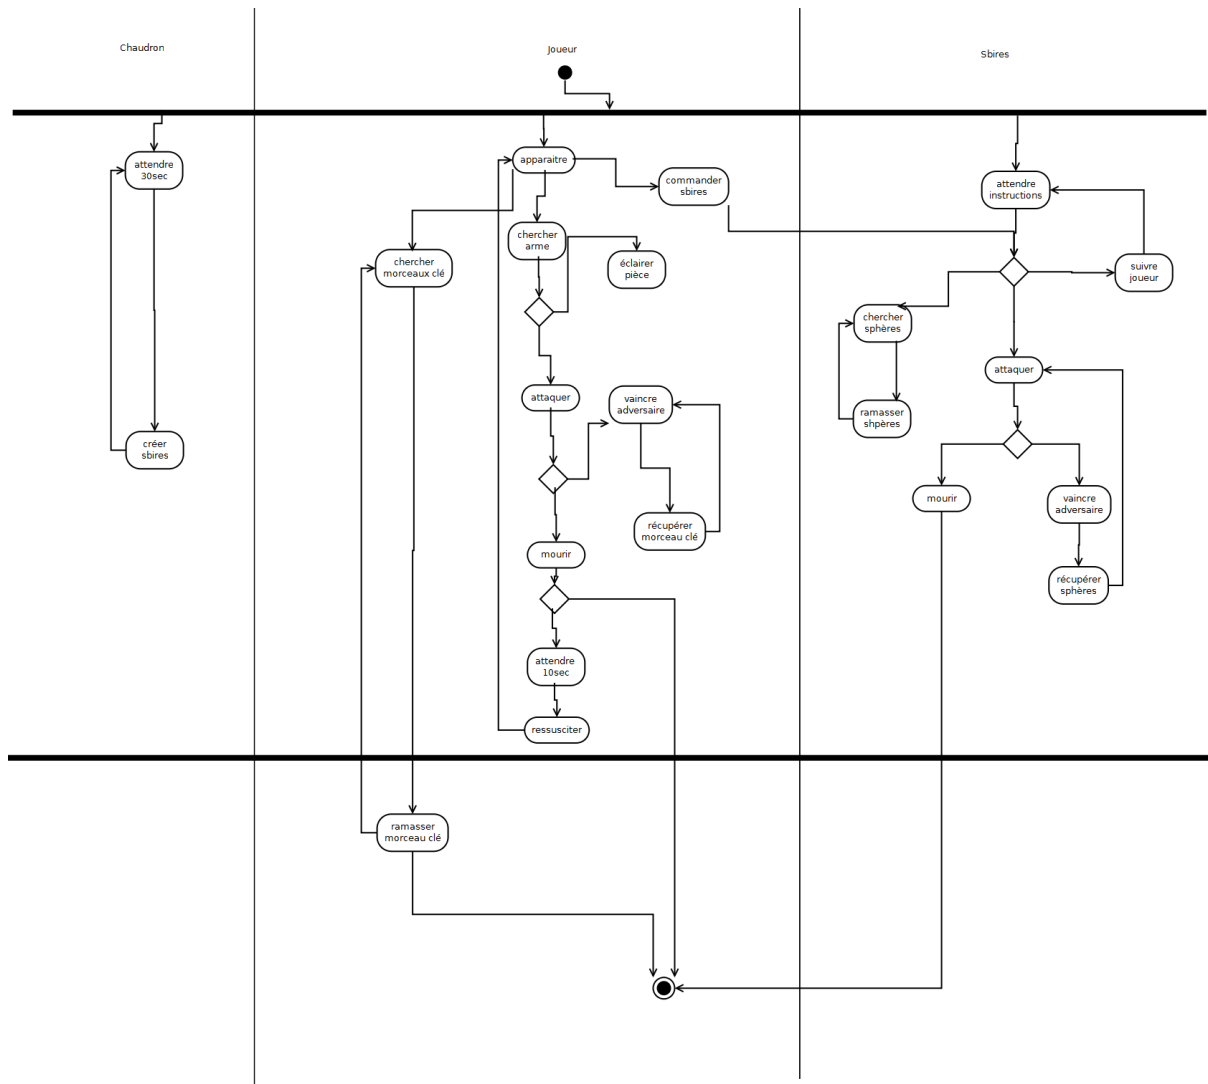 Chaudron
Joueur
Sbires
attendre
30sec
créer
sbires
apparaitre
commander
sbires
chercher
arme
éclairer
pièce
chercher
morceaux clé
attaquer
vaincre
adversaire
récupérer
morceau clé
mourir
attendre
10sec
ressusciter
ramasser
morceau clé
attendre
instructions
suivre
joueur
chercher
sphères
ramasser
shpères
attaquer
mourir
vaincre
adversaire
récupérer
sphères